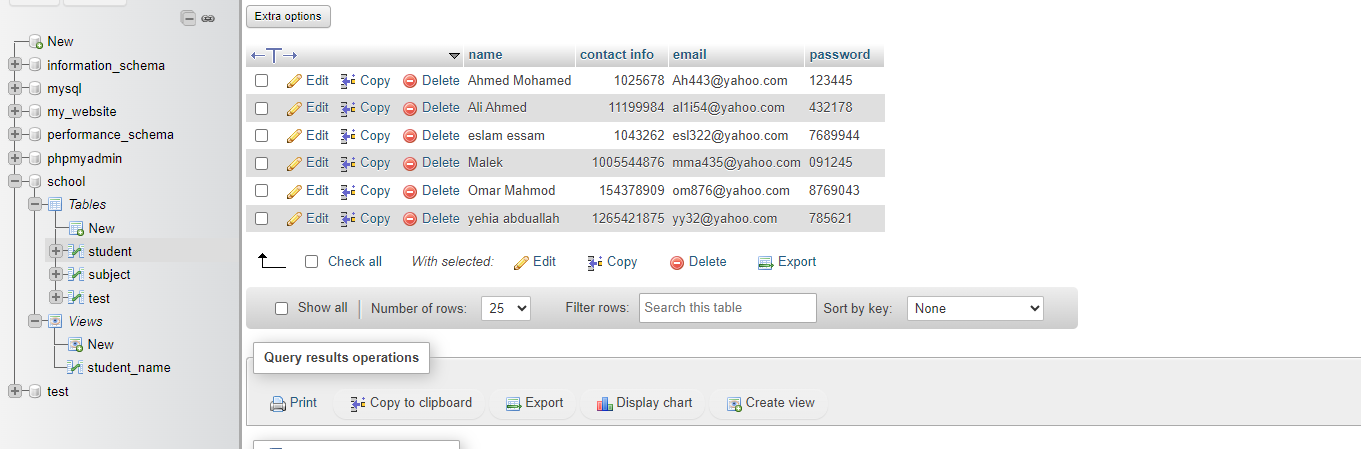 New
information_schema
mysql
my_website
performance_schema
phpmyadmin
school
Tables
New
student
subject
test
Views
New
student_name
test
Extra options
name contact info email password
Edit Copy Delete Ahmed Mohamed 1025678 Ah443@yahoo.com 123445
Edit Copy Delete Ali Ahmed 11199984 al1i54@yahoo.com 432178
Edit Copy Delete eslam essam 1043262 esl322@yahoo.com 7689944
Edit Copy Delete Malek 1005544876 mma435@yahoo.com 091245
Edit Copy Delete Omar Mahmod 154378909 om876@yahoo.com 8769043
Edit Copy Delete yehia abduallah 1265421875 yy32@yahoo.com 785621
Check all With selected: Edit Copy Delete Export
Show all Number of rows: 25 Filter rows: Search this table Sort by key: None
Query results operations
Print Copy to clipboard Export Display chart Create view